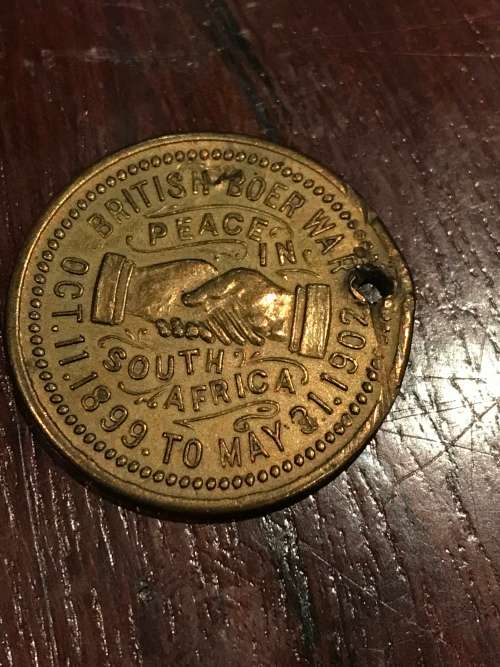 BRITISH BOER WAR
PEACE
IN
SOUTH
AFRICA
OCT. 11. 1899. TO MAY 31. 1902